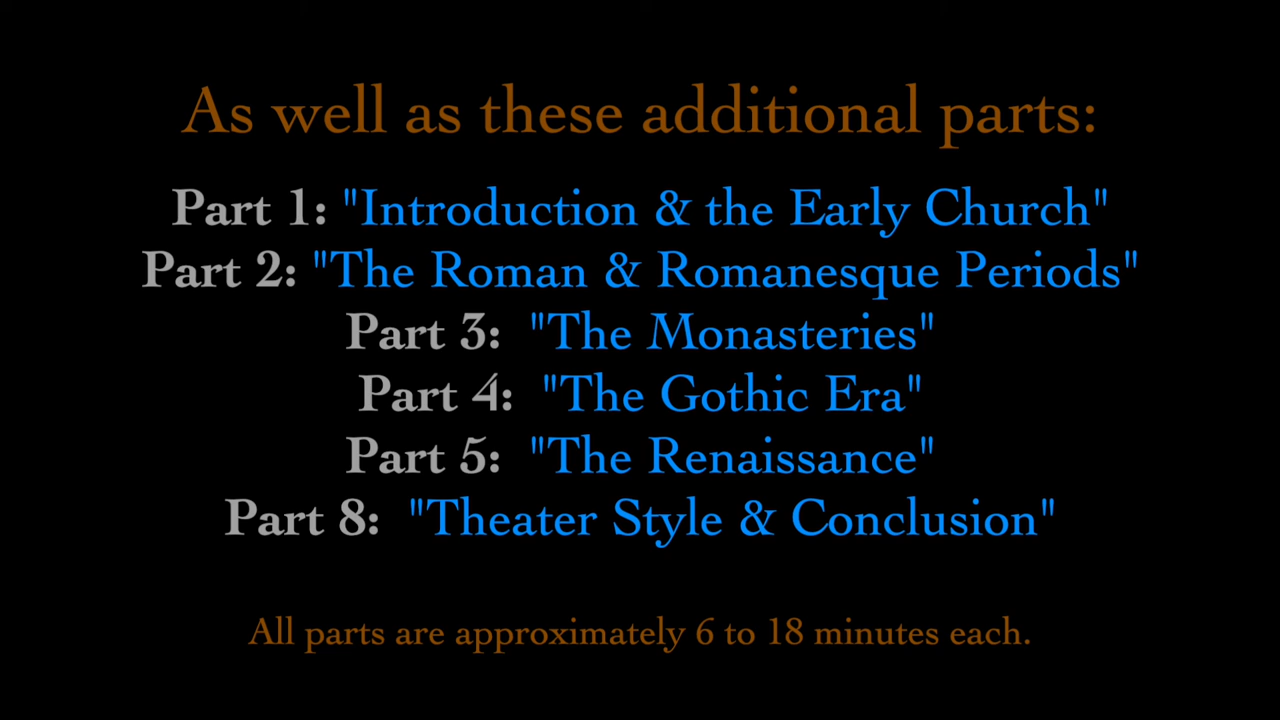 As well as these additional parts:
Part 1: "Introduction & the Early Church"
Part 2: "The Roman & Romanesque Periods"
Part 3: "The Monasteries"
Part 4: "The Gothic Era"
Part 5: "The Renaissance"
Part 8: "Theater Style & Conclusion"
All parts are approximately 6 to 18 minutes each.